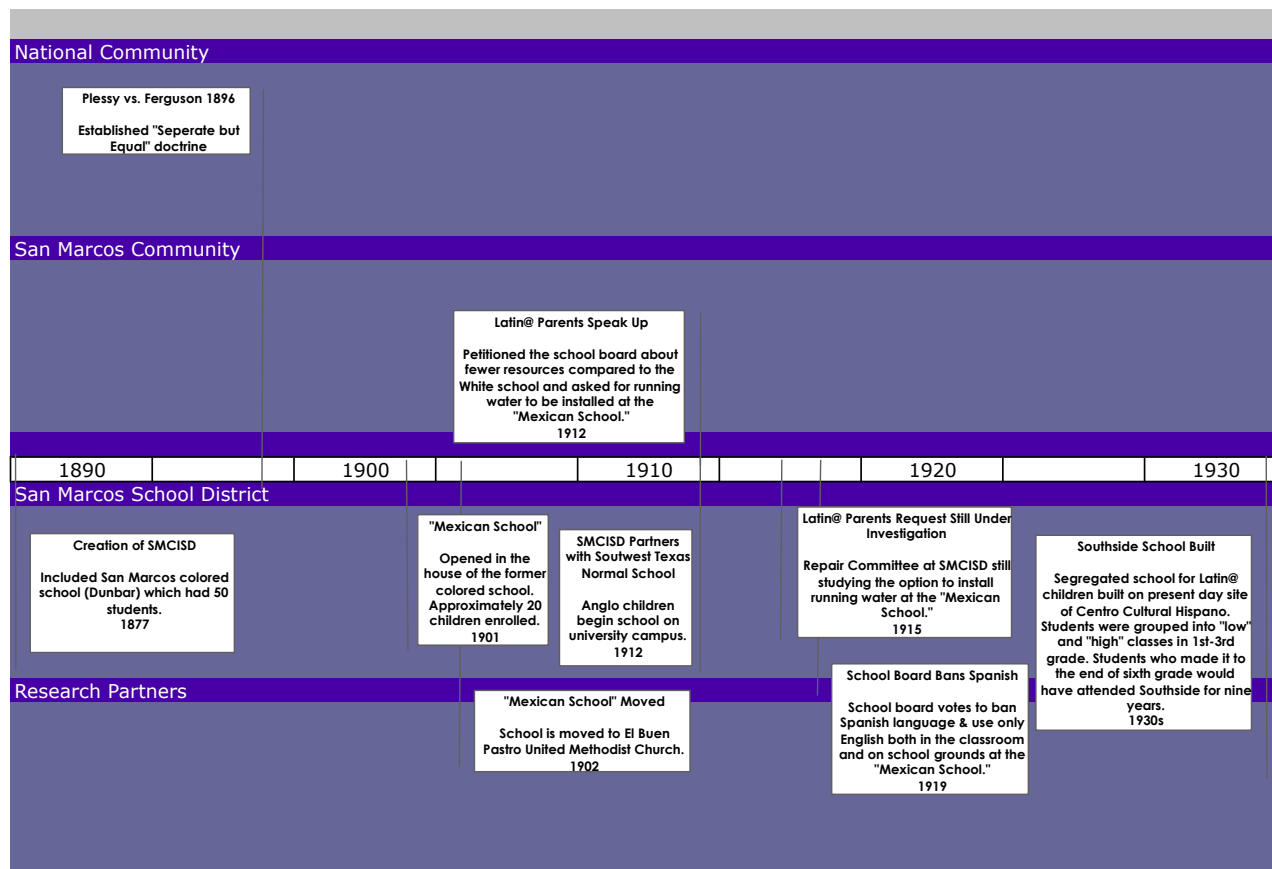 National Community
Plessy vs. Ferguson 1896
Established "Seperate but
Equal" doctrine
San Marcos Community
Latin@ Parents Speak Up
Petitioned the school board about
fewer resources compared to the
White school and asked for running
water to be installed at the
"Mexican School."
1912
1890
1900
1910
1920
1930
San Marcos School District
Creation of SMCISD
Included San Marcos colored
school (Dunbar) which had 50
students.
1877
"Mexican School"
Opened in the
house of the former
colored school.
Approximately 20
children enrolled.
1901
SMCISD Partners
with Soutwest Texas
Normal School
Anglo children
begin school on
university campus.
1912
Latin@ Parents Request Still Under
Investigation
Repair Committee at SMCISD still
studying the option to install
running water at the "Mexican
School."
1915
Southside School Built
Segregated school for Latin@
children built on present day site
of Centro Cultural Hispano.
Students were grouped into "low"
and "high" classes in 1st-3rd
grade. Students who made it to
the end of sixth grade would
have attended Southside for nine
years.
1930s
Research Partners
"Mexican School" Moved
School is moved to El Buen
Pastro United Methodist Church.
1902
School Board Bans Spanish
School board votes to ban
Spanish language & use only
English both in the classroom
and on school grounds at the
"Mexican School."
1919